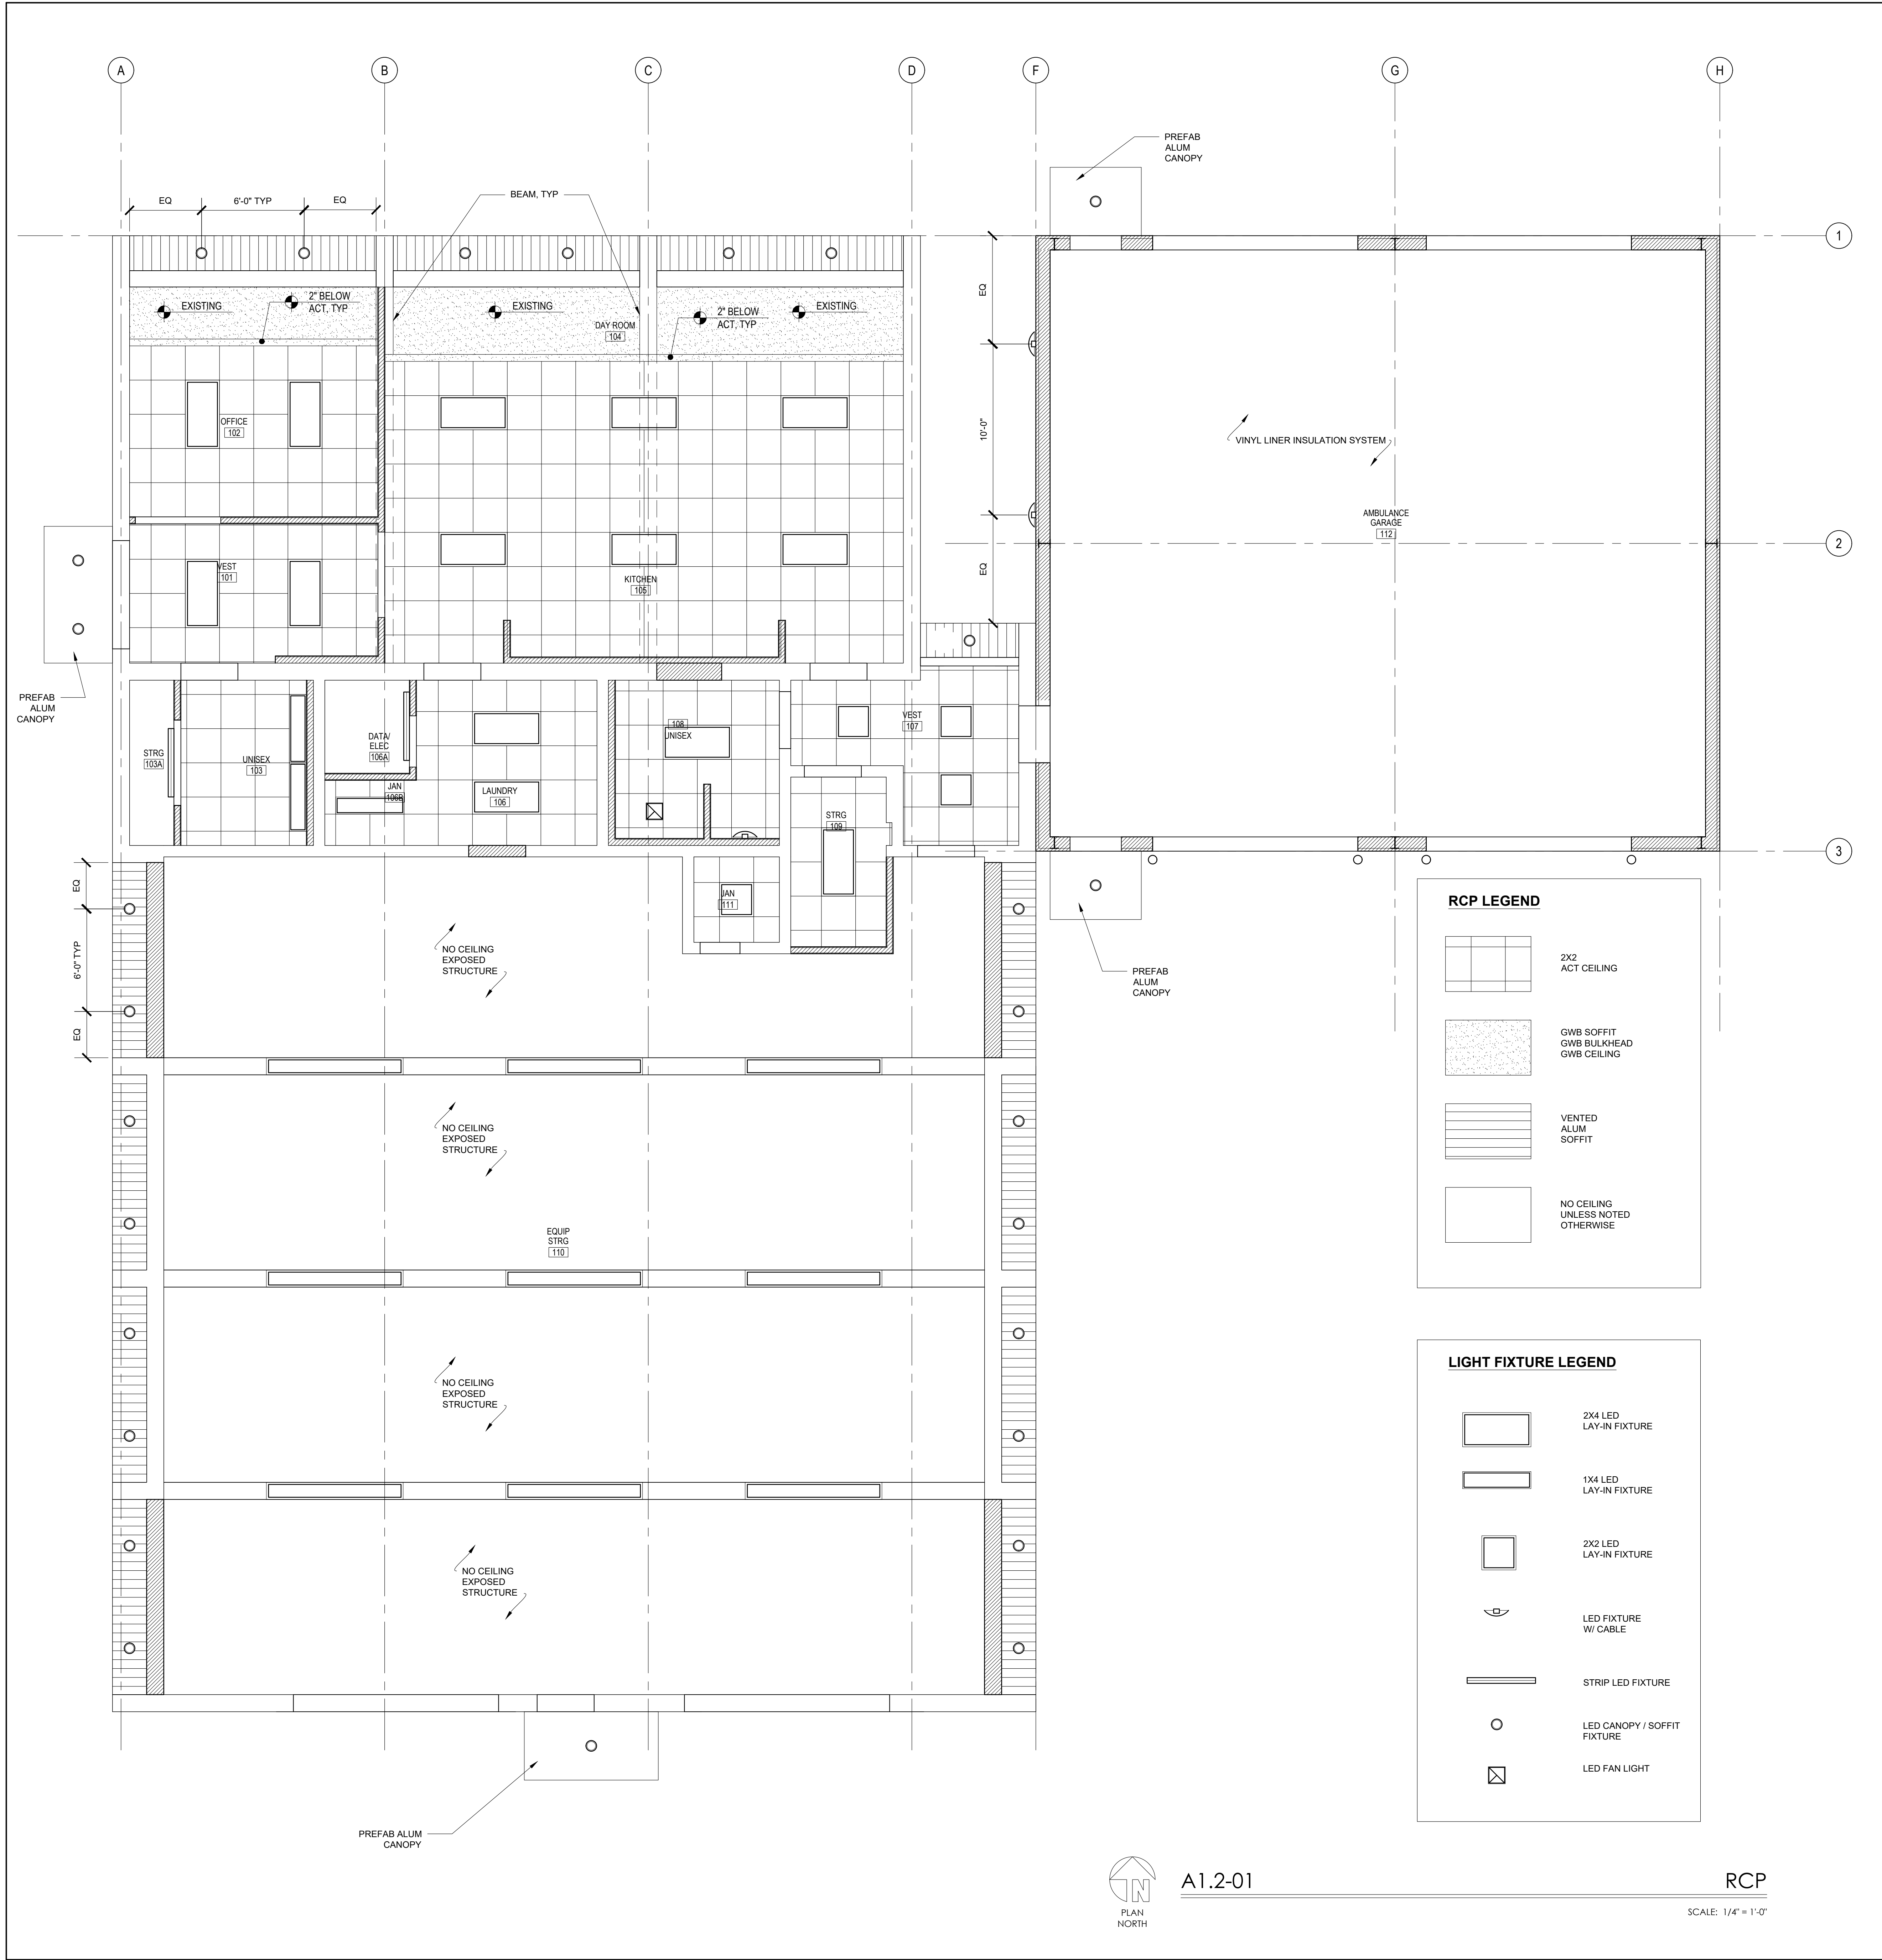 A
B
C
D
F
G
H
PREFAB
ALUM
CANOPY
BEAM, TYP
EQ
6'-0" TYP
EQ
1
EXISTING
2" BELOW
ACT, TYP
EXISTING
2" BELOW
ACT, TYP
EXISTING
DAY ROOM
104
EQ
10'-0"
EQ
OFFICE
102
VINYL LINER INSULATION SYSTEM
AMBULANCE
GARAGE
112
2
VEST
101
KITCHEN
105
PREFAB
ALUM
CANOPY
STRG
103A
UNISEX
103
DATA/
ELEC
106A
JAN
106B
LAUNDRY
106
108
UNISEX
VEST
107
STRG
109
JAN
111
3
EQ
6'-0" TYP
EQ
NO CEILING
EXPOSED
STRUCTURE
PREFAB
ALUM
CANOPY
NO CEILING
EXPOSED
STRUCTURE
EQUIP
STRG
110
NO CEILING
EXPOSED
STRUCTURE
NO CEILING
EXPOSED
STRUCTURE
PREFAB ALUM
CANOPY
RCP LEGEND
2X2
ACT CEILING
GWB SOFFIT
GWB BULKHEAD
GWB CEILING
VENTED
ALUM
SOFFIT
NO CEILING
UNLESS NOTED
OTHERWISE
LIGHT FIXTURE LEGEND
2X4 LED
LAY-IN FIXTURE
1X4 LED
LAY-IN FIXTURE
2X2 LED
LAY-IN FIXTURE
LED FIXTURE
W/ CABLE
STRIP LED FIXTURE
LED CANOPY / SOFFIT
FIXTURE
LED FAN LIGHT
N
PLAN
NORTH
A1.2-01
RCP
SCALE: 1/4" = 1'-0"